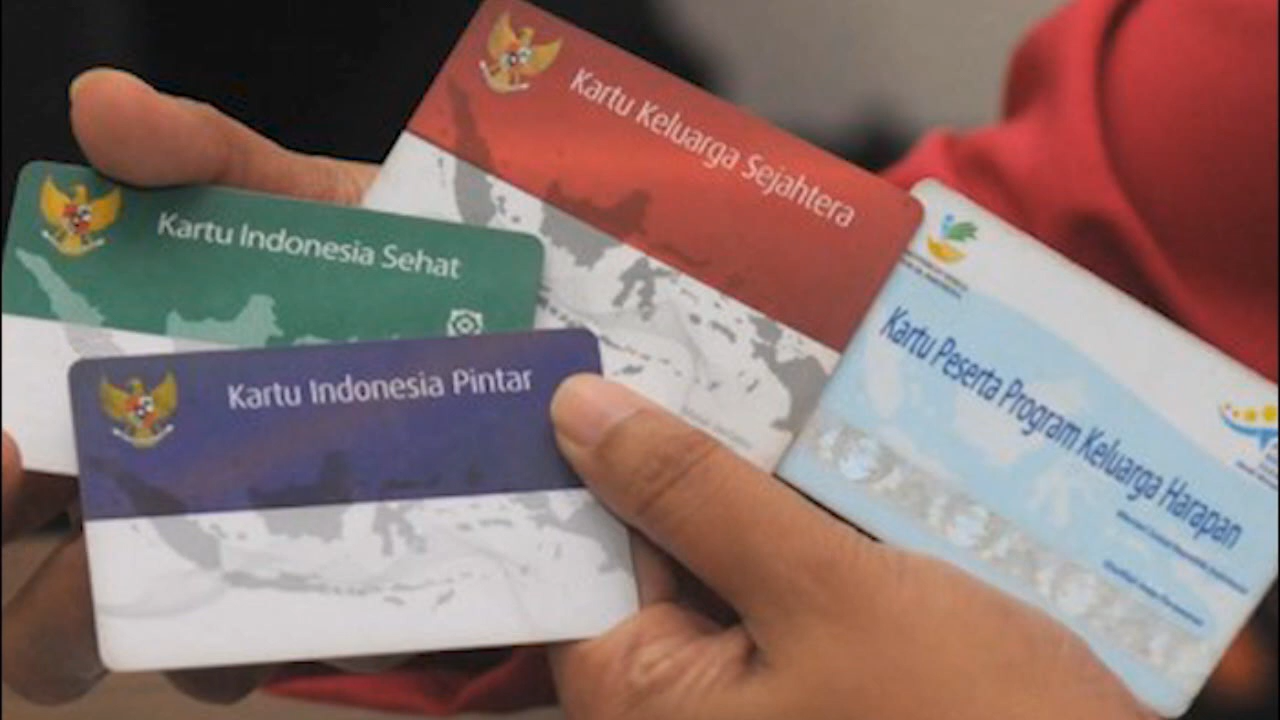 Kartu Keluarga Sejahtera
Kartu Indonesia Sehat
Kartu Indonesia Pintar
Kartu Peserta Program Keluarga Harapan